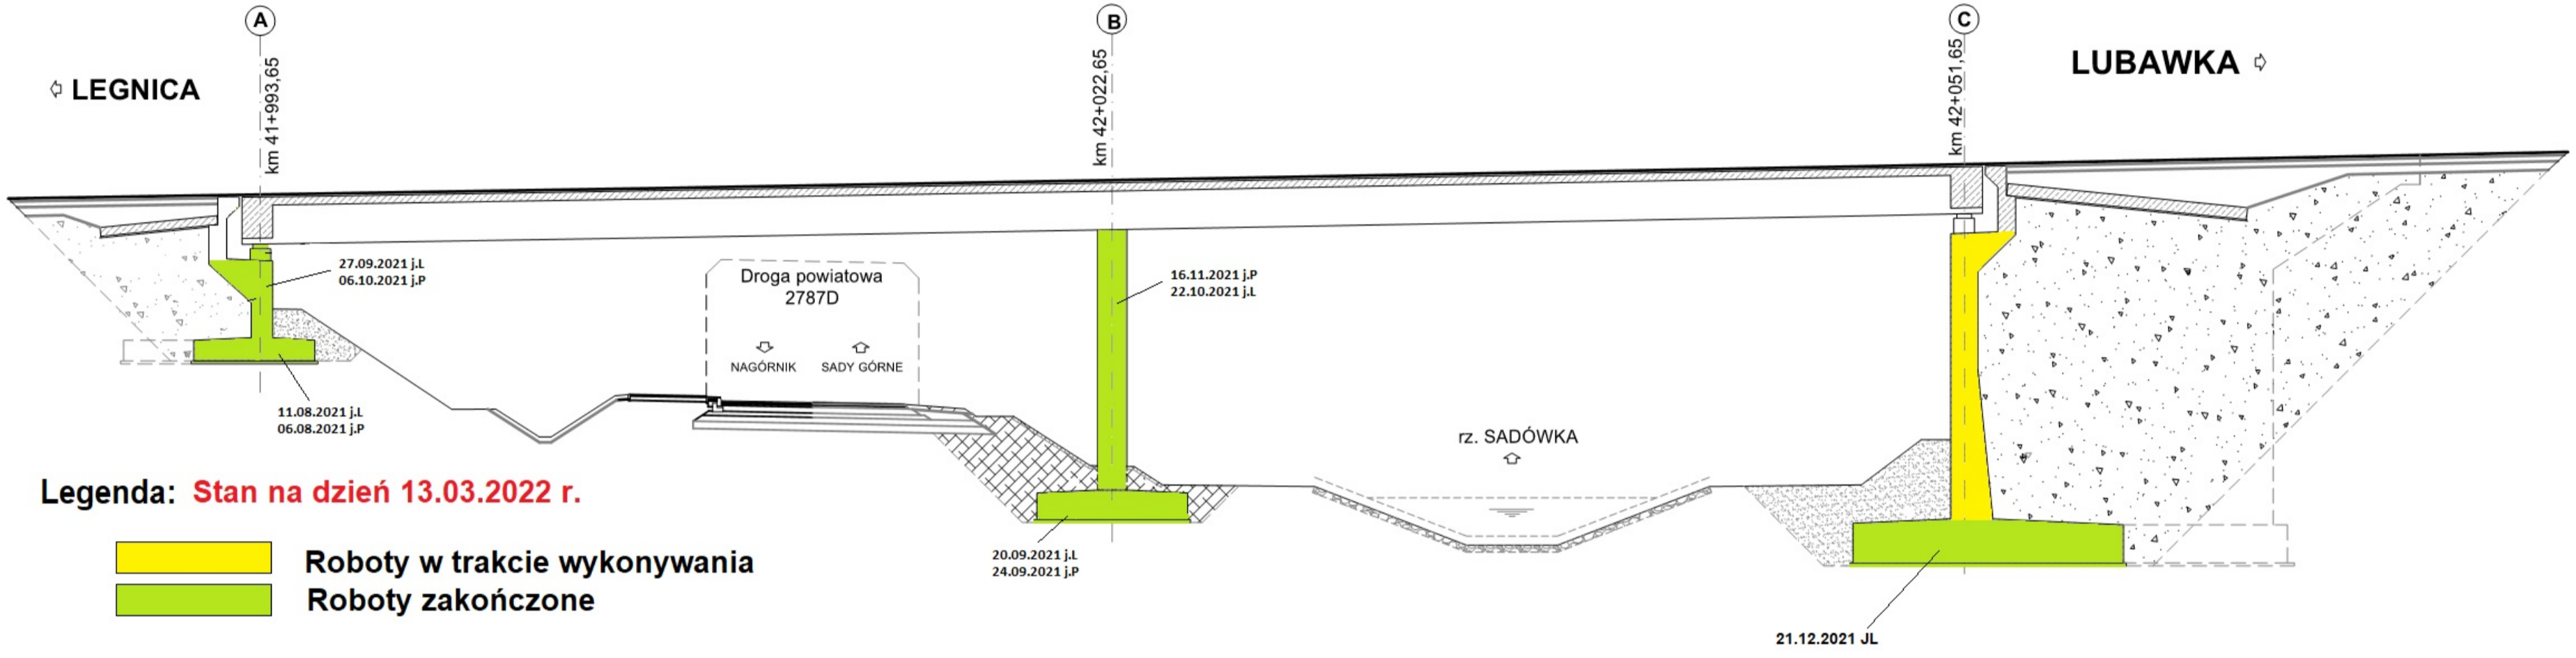 A
B
C
LEGNICA
km 41+993,65
km 42+022,65
km 42+051,65
LUBAWKA
27.09.2021 j.L
06.10.2021 j.P
Droga powiatowa
2787D
NAGÓRNIK SADY GÓRNE
16.11.2021 j.P
22.10.2021 j.L
11.08.2021 j.L
06.08.2021 j.P
rz. SADÓWKA
Legenda: Stan na dzień 13.03.2022 r.
Roboty w trakcie wykonywania
Roboty zakończone
20.09.2021 j.L
24.09.2021 j.P
21.12.2021 JL